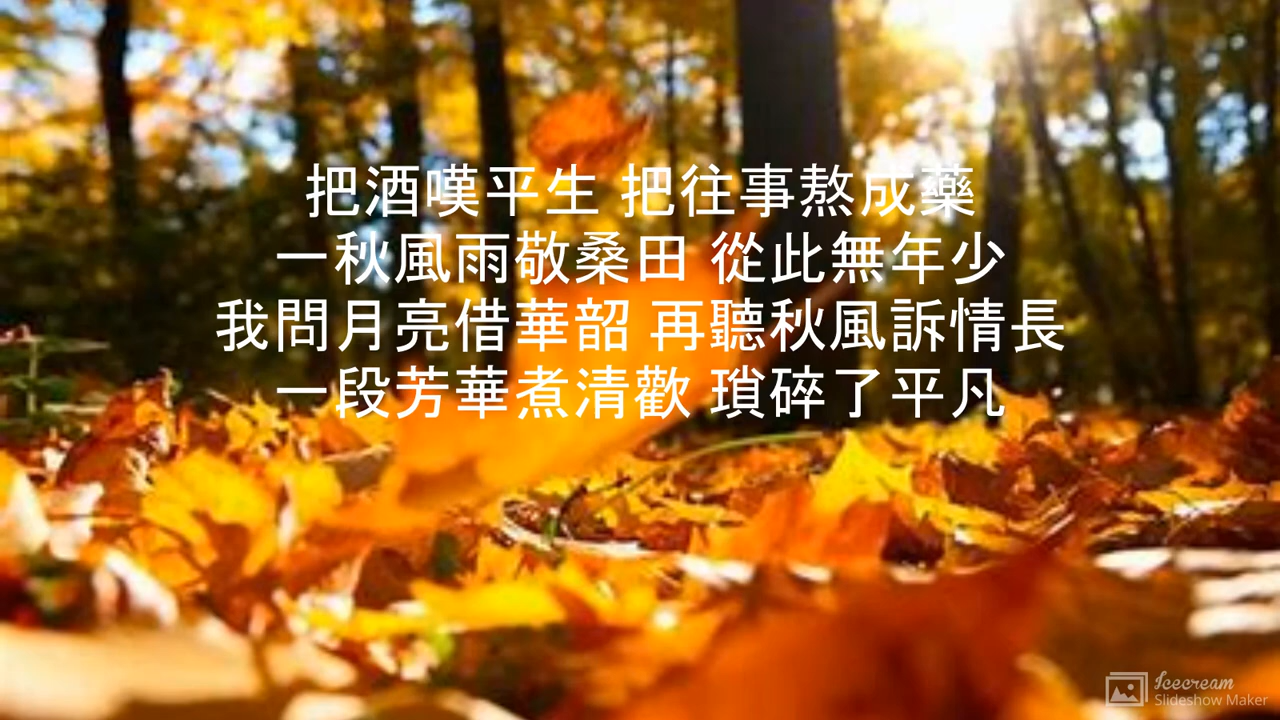 把酒嘆平生 把往事熬成藥
一秋風雨敬桑田 從此無年少
我問月亮借華韶 再聽秋風訴情長
一段芳華煮清歡 瑣碎了平凡
Icecream
Slideshow Maker